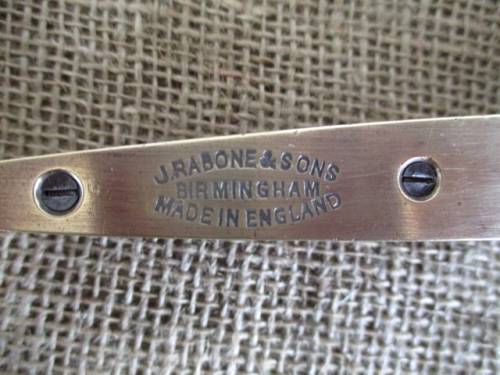 J. RABONE & SONS
BIRMINGHAM
MADE IN ENGLAND